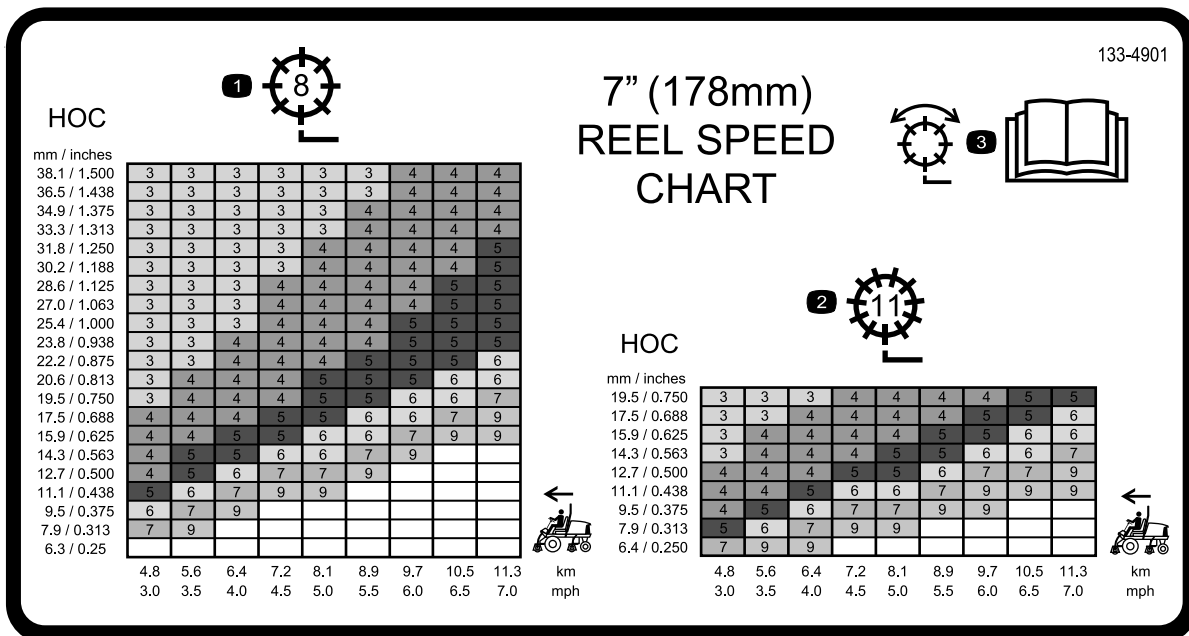 133-4901
7” (178mm)
REEL SPEED
CHART
1
8
HOC
mm / inches
38.1 / 1.500 3 3 3 3 3 3 4 4 4
36.5 / 1.438 3 3 3 3 3 3 4 4 4
34.9 / 1.375 3 3 3 3 3 4 4 4 4
33.3 / 1.313 3 3 3 3 3 4 4 4 4
31.8 / 1.250 3 3 3 3 4 4 4 4 5
30.2 / 1.188 3 3 3 3 4 4 4 4 5
28.6 / 1.125 3 3 3 4 4 4 4 5 5
27.0 / 1.063 3 3 3 4 4 4 4 5 5
25.4 / 1.000 3 3 3 4 4 4 5 5 5
23.8 / 0.938 3 3 4 4 4 4 5 5 5
22.2 / 0.875 3 3 4 4 4 5 5 5 6
20.6 / 0.813 3 4 4 4 5 5 5 6 6
19.5 / 0.750 3 4 4 4 5 5 6 6 7
17.5 / 0.688 4 4 4 5 5 6 6 7 9
15.9 / 0.625 4 4 5 5 6 6 7 9 9
14.3 / 0.563 4 5 5 6 6 7 9
12.7 / 0.500 4 5 6 7 7 9
11.1 / 0.438 5 6 7 9 9
9.5 / 0.375 6 7 9
7.9 / 0.313 7 9
6.3 / 0.25
4.8 5.6 6.4 7.2 8.1 8.9 9.7 10.5 11.3 km
3.0 3.5 4.0 4.5 5.0 5.5 6.0 6.5 7.0 mph
3
2
11
HOC
mm / inches
19.5 / 0.750 3 3 3 4 4 4 4 5 5
17.5 / 0.688 3 3 4 4 4 4 5 5 6
15.9 / 0.625 3 4 4 4 4 5 5 6 6
14.3 / 0.563 3 4 4 4 5 5 6 6 7
12.7 / 0.500 4 4 4 5 5 6 7 7 9
11.1 / 0.438 4 4 5 6 6 7 9 9 9
9.5 / 0.375 4 5 6 7 7 9 9
7.9 / 0.313 5 6 7 9 9
6.4 / 0.250 7 9 9
4.8 5.6 6.4 7.2 8.1 8.9 9.7 10.5 11.3 km
3.0 3.5 4.0 4.5 5.0 5.5 6.0 6.5 7.0 mph